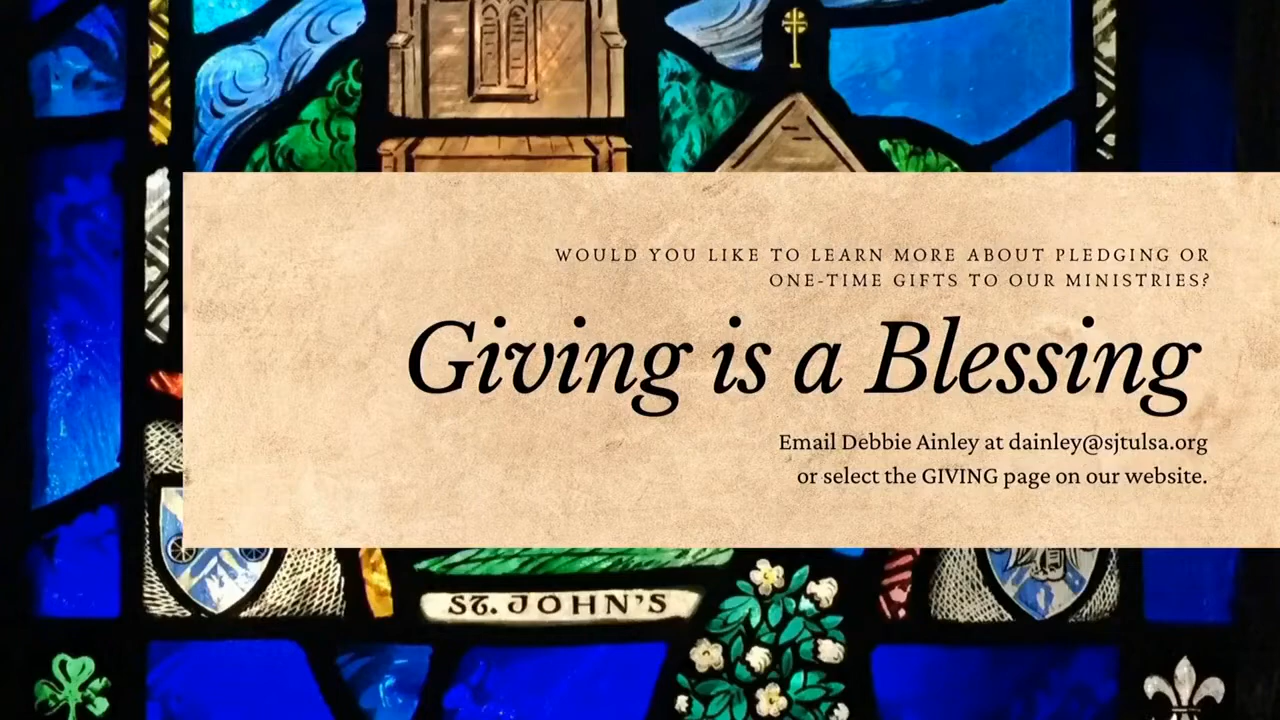 WOULD YOU LIKE TO LEARN MORE ABOUT PLEDGING OR
ONE-TIME GIFTS TO OUR MINISTRIES?
Giving is a Blessing
Email Debbie Ainley at dainley@sjtulsa.org
or select the GIVING page on our website.
ST. JOHN'S